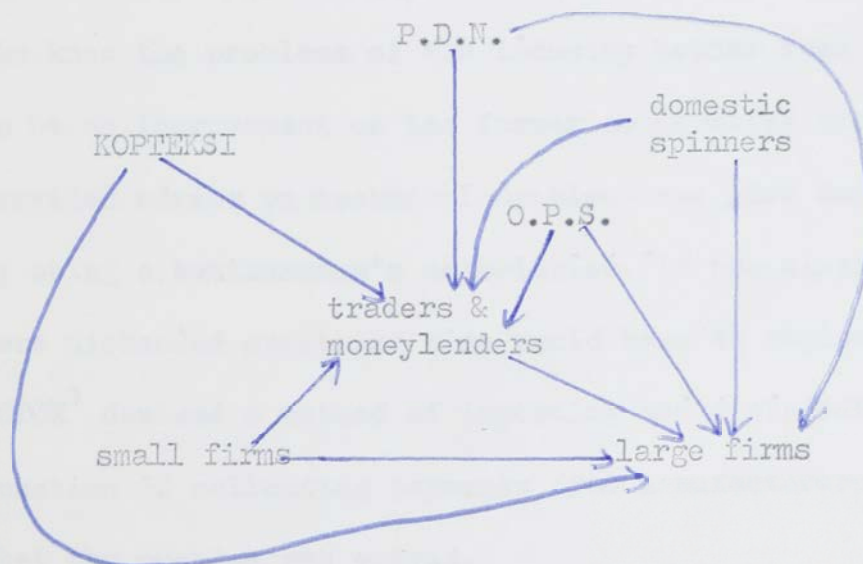 P.D.N.
domestic
spinners
KOPTEKSI
O.P.S.
traders &
moneylenders
small firms
large firms